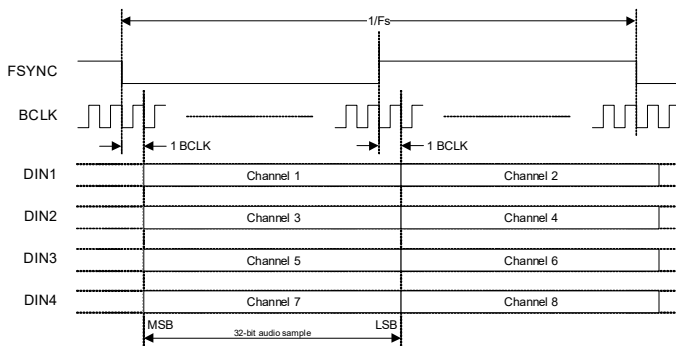 1/Fs
FSYNC
BCLK
1 BCLK 1 BCLK
DIN1 Channel 1 Channel 2
DIN2 Channel 3 Channel 4
DIN3 Channel 5 Channel 6
DIN4 Channel 7 Channel 8
MSB LSB
32-bit audio sample